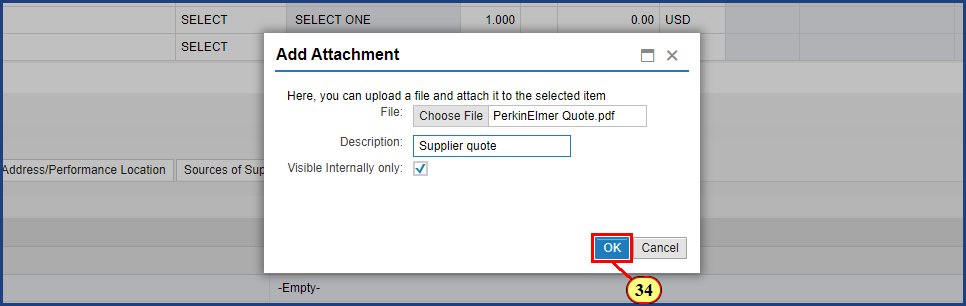 SELECT SELECT ONE 1.000 0.00 USD
SELECT
Add Attachment
Here, you can upload a file and attach it to the selected item
File: Choose File PerkinElmer Quote.pdf
Description: Supplier quote
Visible Internally only:
Address/Performance Location Sources of Sup
OK Cancel
-Empty- 34